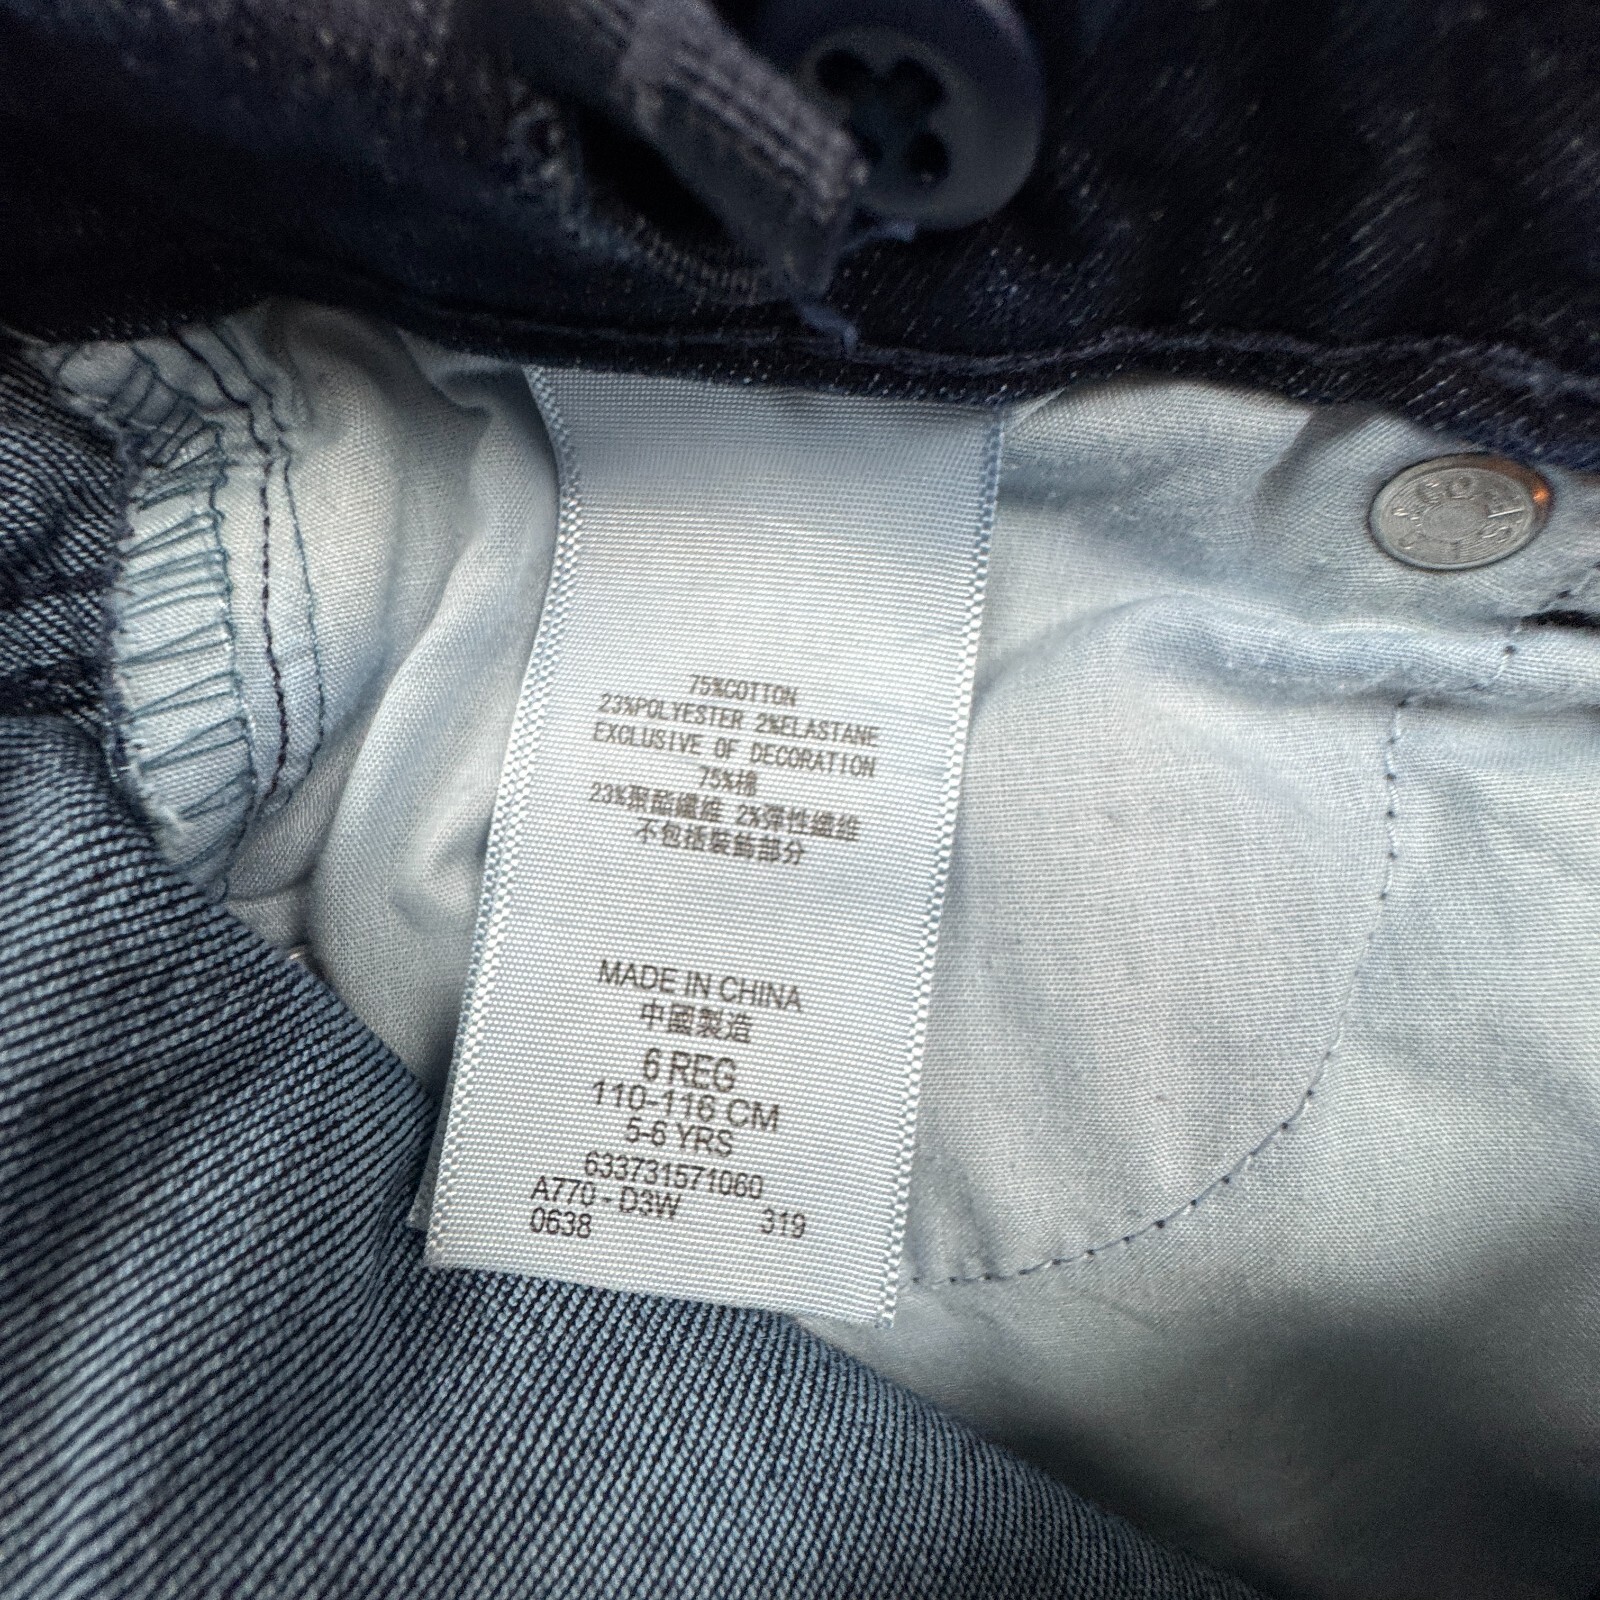 75%COTTON
23%POLYESTER 2%ELASTANE
EXCLUSIVE OF DECORATION
75%棉
23%聚酯纖維 2%彈性纖維
不包括裝飾部分
MADE IN CHINA
中國製造
6 REG
110-116 CM
5-6 YRS
633731571060
A770 - D3W 319
0638